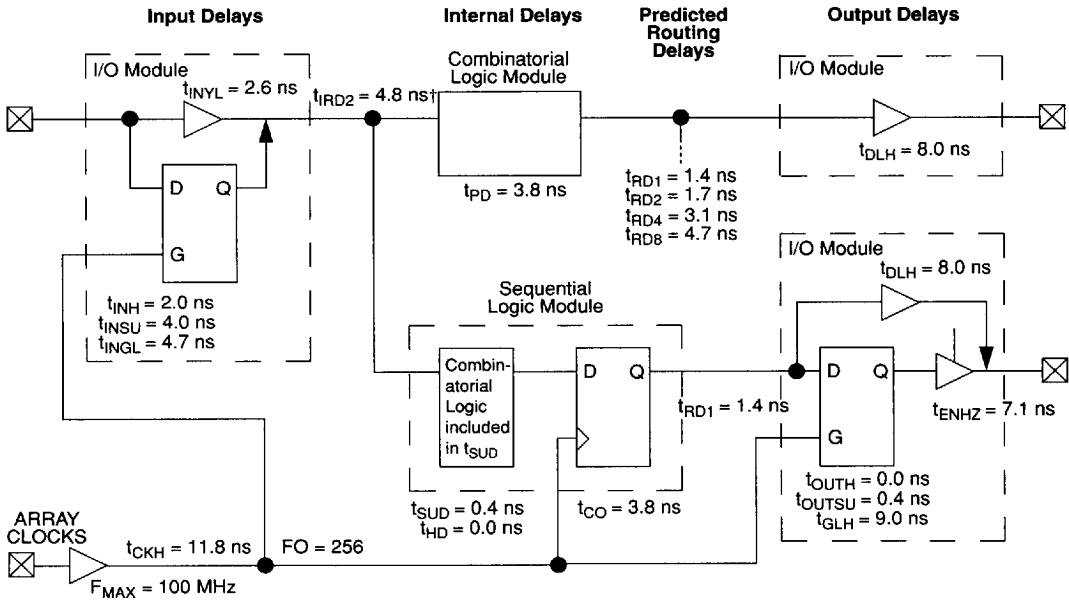 Input Delays
Internal Delays
Predicted
Routing
Delays
Output Delays
I/O Module
tINYL = 2.6 ns
tIRD2 = 4.8 ns†
Combinatorial
Logic Module
I/O Module
tDLH = 8.0 ns
D Q
G
tPD = 3.8 ns
tRD1 = 1.4 ns
tRD2 = 1.7 ns
tRD4 = 3.1 ns
tRD8 = 4.7 ns
tINH = 2.0 ns
tINSU = 4.0 ns
tINGL = 4.7 ns
Sequential
Logic Module
Combin-
atorial
Logic
included
in tSUD
D Q
tRD1 = 1.4 ns
I/O Module
tDLH = 8.0 ns
D Q
G
tENHZ = 7.1 ns
tSUD = 0.4 ns
tHD = 0.0 ns
tCO = 3.8 ns
tOUTH = 0.0 ns
tOUTSU = 0.4 ns
tGLH = 9.0 ns
ARRAY
CLOCKS
tCKH = 11.8 ns
FO = 256
FMAX = 100 MHz